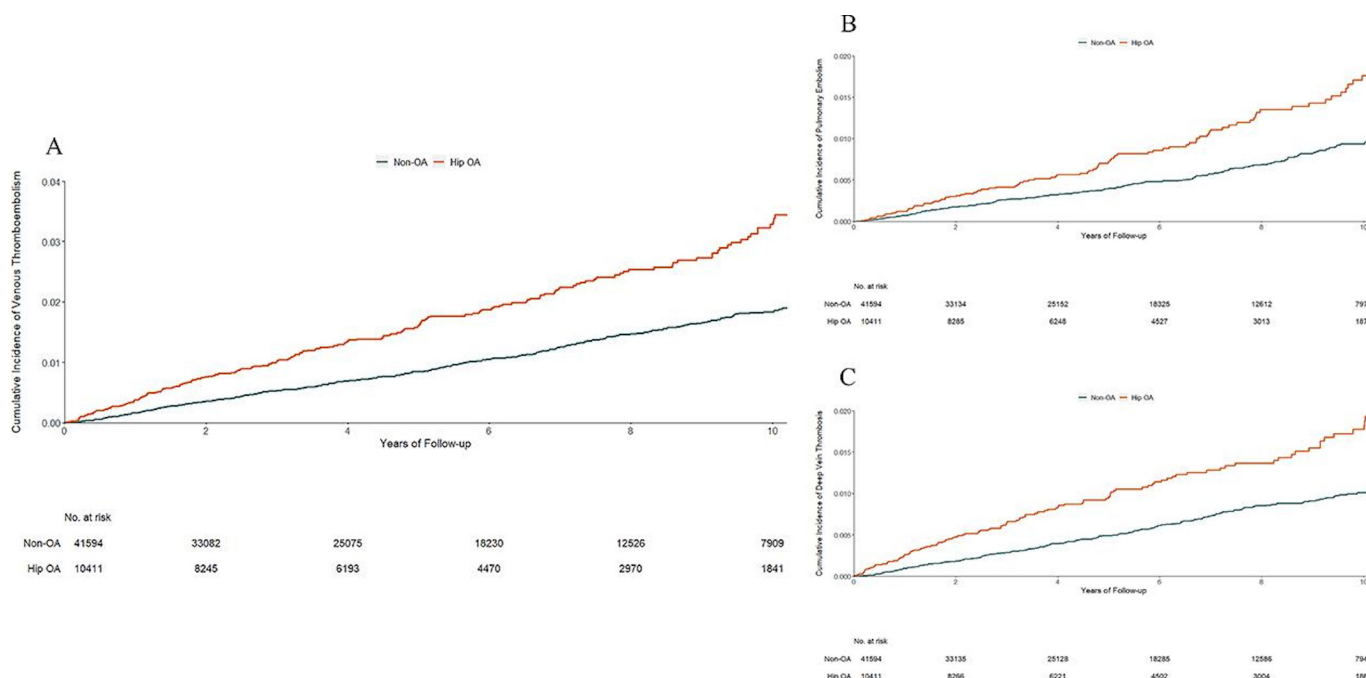 A
Non-OA Hip OA
Cumulative Incidence of Venous Thromboembolism
0.04
0.03
0.02
0.01
0.00
0 2 4 6 8 10
Years of Follow-up
No. at risk
Non-OA 41594 33082 25075 18230 12526 7909
Hip OA 10411 8245 6193 4470 2970 1841
B
Non-OA Hip OA
Cumulative Incidence of Pulmonary Embolism
0.020
0.015
0.010
0.005
0.000
0 2 4 6 8 10
Years of Follow-up
No. at risk
Non-OA 41594 33134 25152 18325 12612
Hip OA 10411 8285 6248 4527 3013
C
Non-OA Hip OA
Cumulative Incidence of Deep Vein Thrombosis
0.020
0.015
0.010
0.005
0.000
0 2 4 6 8 10
Years of Follow-up
No. at risk
Non-OA 41594 33135 25128 18285 12586
Hip OA 10411 8266 6221 4502 3004